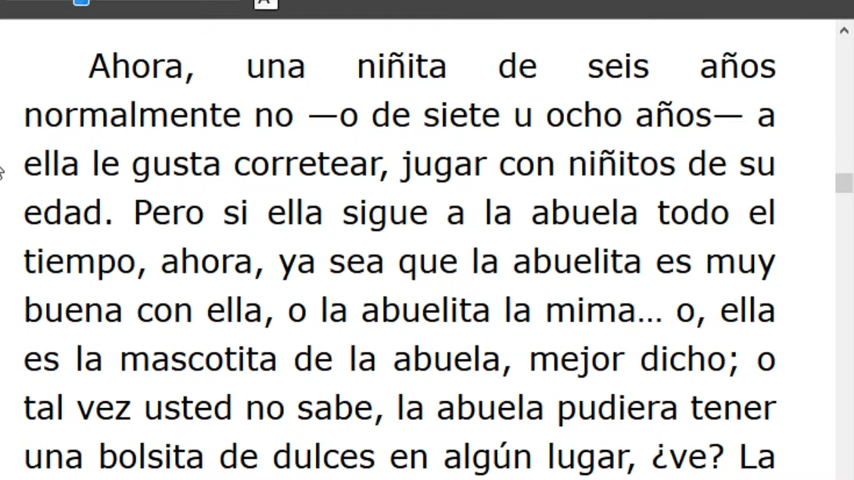 Ahora, una niñita de seis años
normalmente no —o de siete u ocho años— a
ella le gusta corretear, jugar con niñitos de su
edad. Pero si ella sigue a la abuela todo el
tiempo, ahora, ya sea que la abuelita es muy
buena con ella, o la abuelita la mima... o, ella
es la mascotita de la abuela, mejor dicho; o
tal vez usted no sabe, la abuela pudiera tener
una bolsita de dulces en algún lugar, ¿ve? La